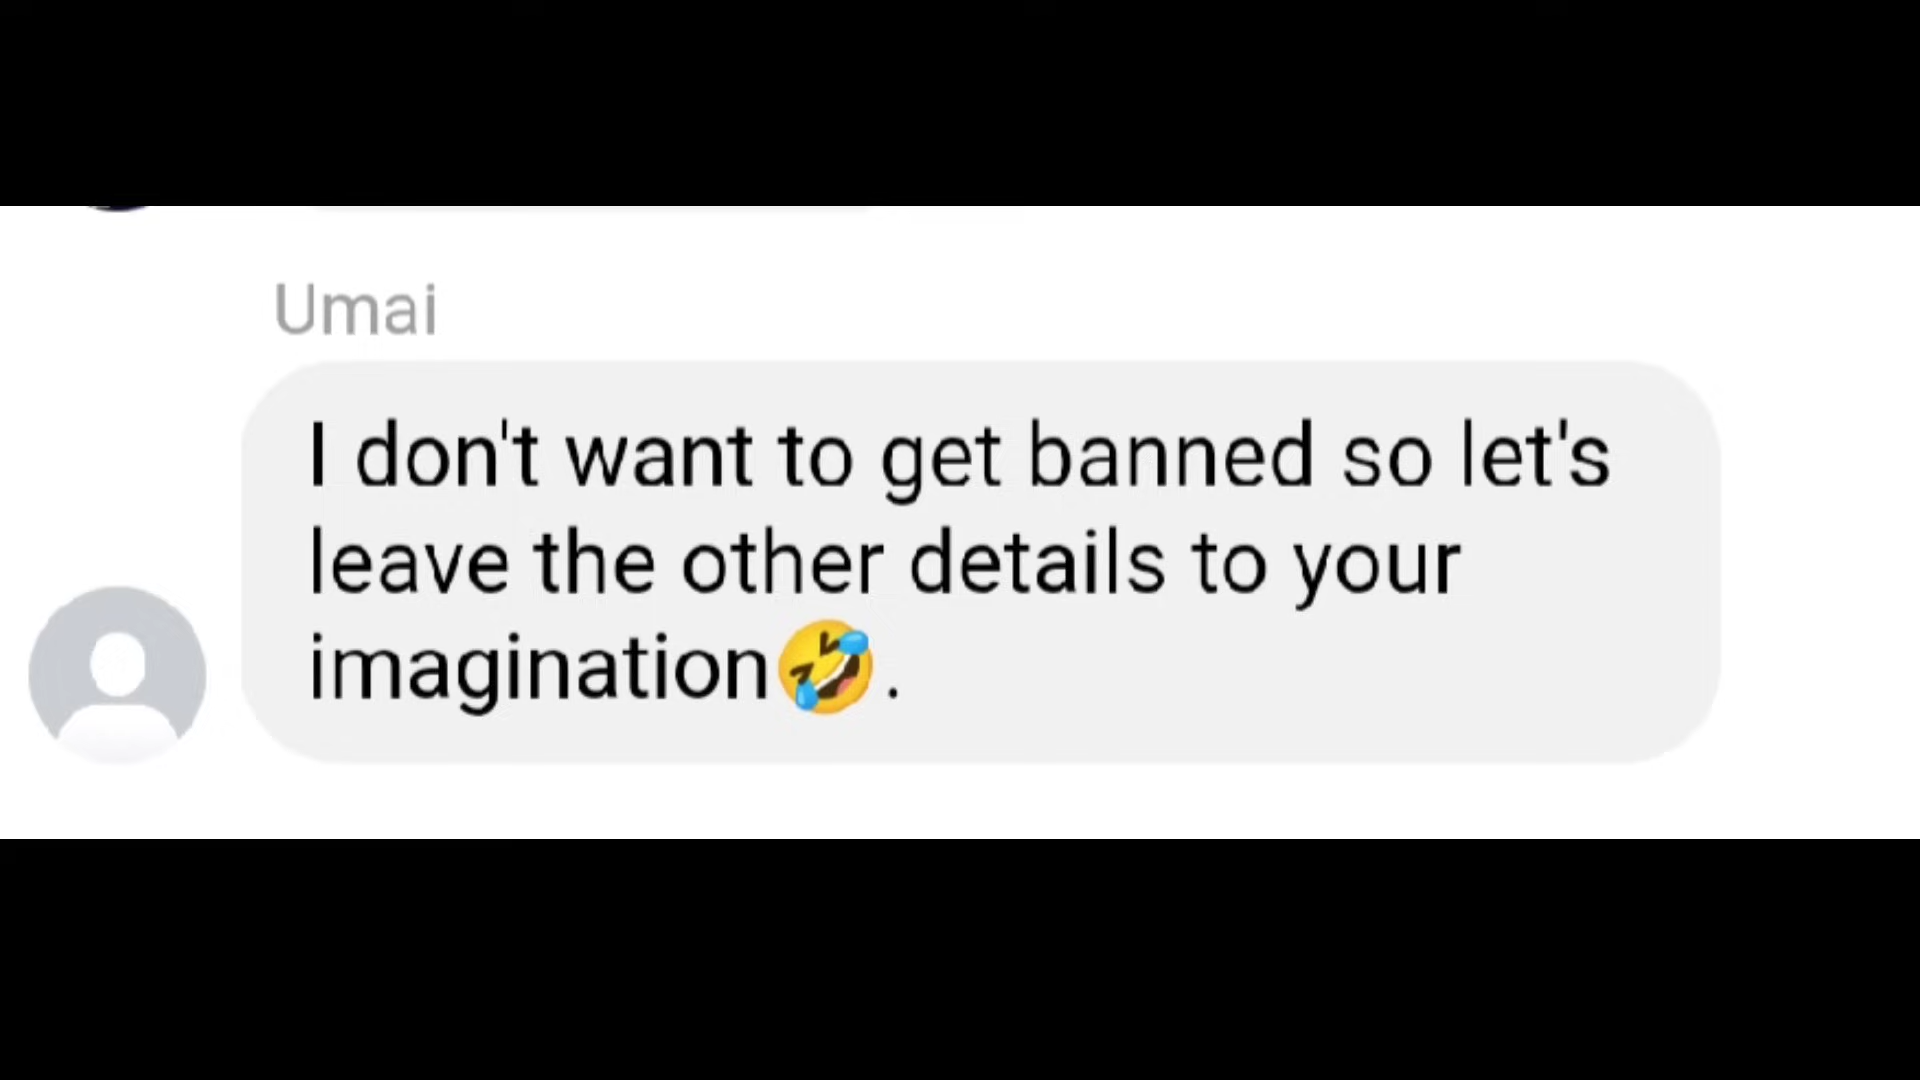 Umai
I don't want to get banned so let's
leave the other details to your
imagination🤣.